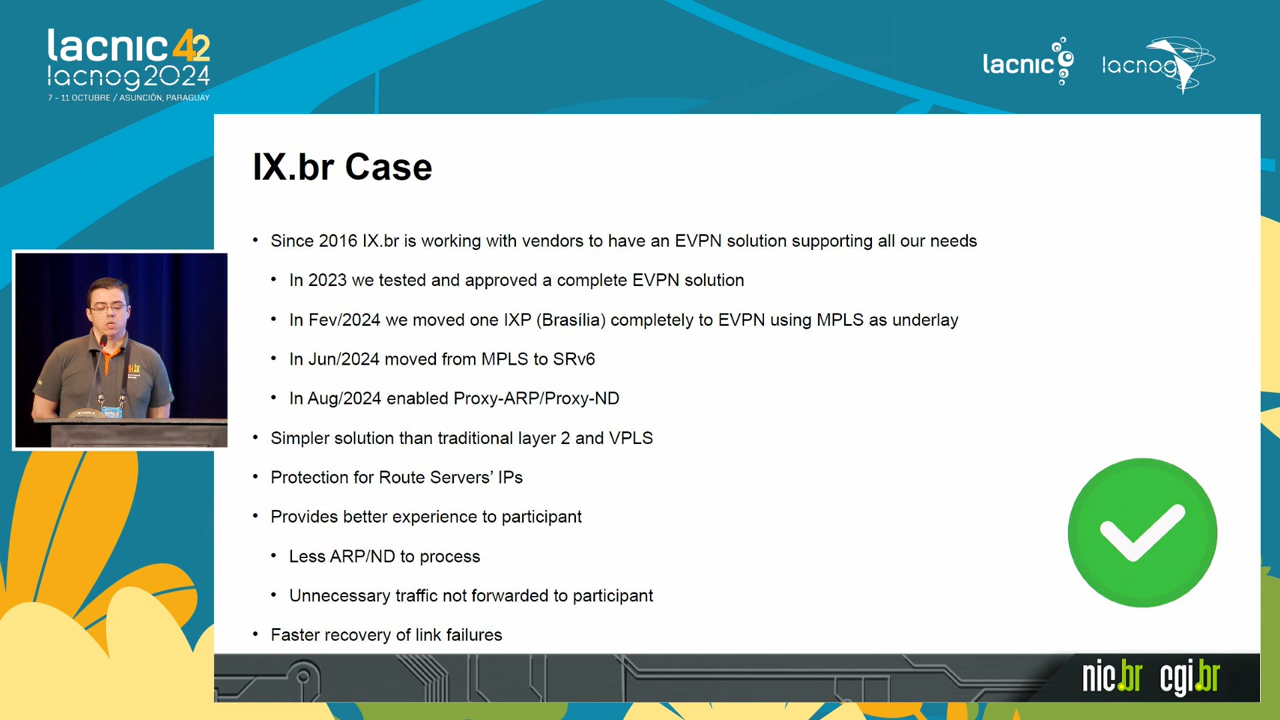 lacnic 42
lacnog2024
7 - 11 OCTUBRE / ASUNCIÓN, PARAGUAY
lacnic
lacnog
IX.br Case
• Since 2016 IX.br is working with vendors to have an EVPN solution supporting all our needs
• In 2023 we tested and approved a complete EVPN solution
• In Fev/2024 we moved one IXP (Brasília) completely to EVPN using MPLS as underlay
• In Jun/2024 moved from MPLS to SRv6
• In Aug/2024 enabled Proxy-ARP/Proxy-ND
• Simpler solution than traditional layer 2 and VPLS
• Protection for Route Servers’ IPs
• Provides better experience to participant
• Less ARP/ND to process
• Unnecessary traffic not forwarded to participant
• Faster recovery of link failures
nic.br cgi.br